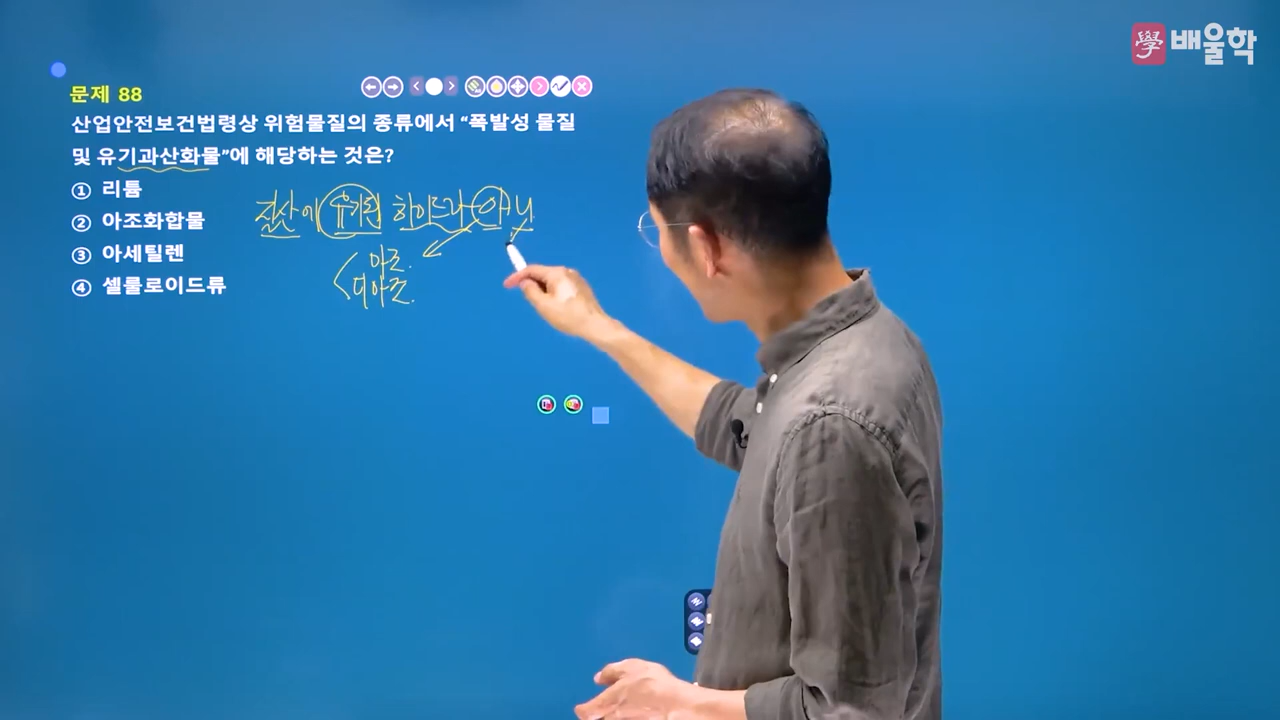 學 배울학
문제 88
산업안전보건법령상 위험물질의 종류에서 “폭발성 물질
및 유기과산화물”에 해당하는 것은?
① 리튬
② 아조화합물
③ 아세틸렌
④ 셀룰로이드류
질산에 유기된 하이드라 아니
아조.
디아조.